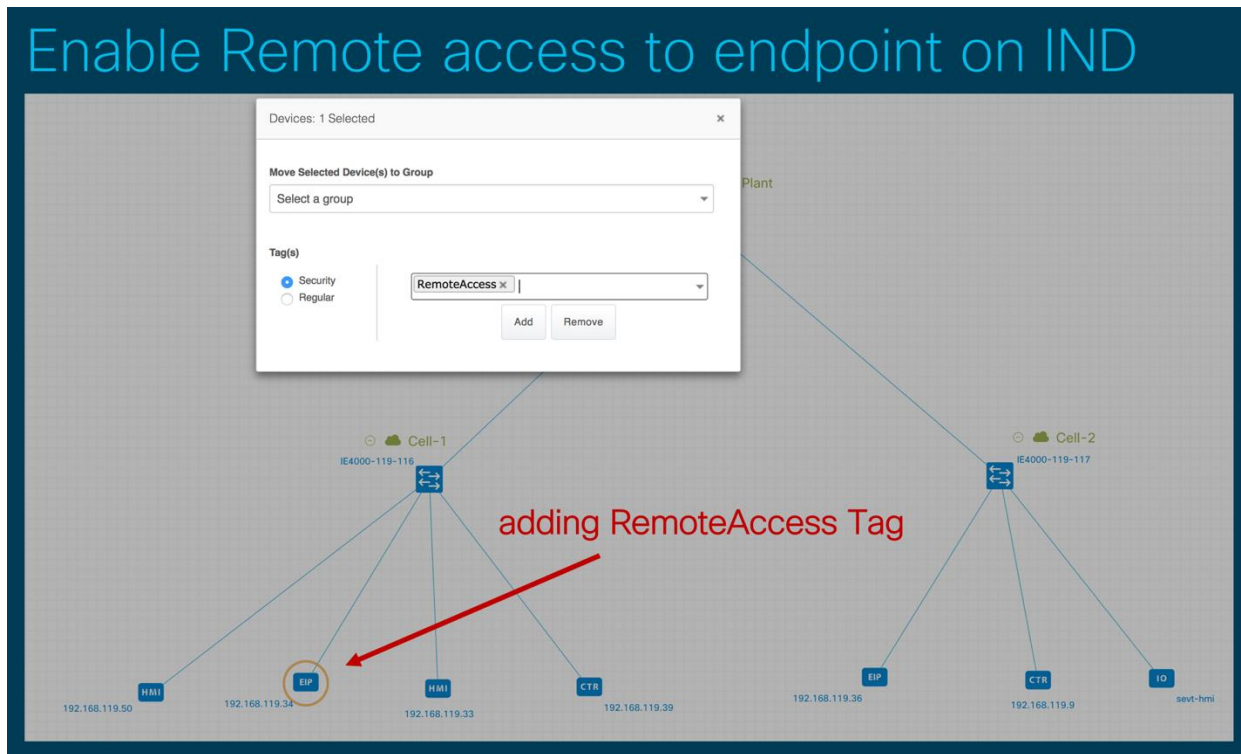 Enable Remote access to endpoint on IND
Devices: 1 Selected
×
Move Selected Device(s) to Group
Select a group
Plant
Tag(s)
Security
Regular
RemoteAccess ×
Add
Remove
Cell-1
IE4000-119-116
Cell-2
IE4000-119-117
adding RemoteAccess Tag
HMI
192.168.119.50
EIP
192.168.119.34
HMI
192.168.119.33
CTR
192.168.119.39
EIP
192.168.119.36
CTR
192.168.119.9
IO
sevt-hmi